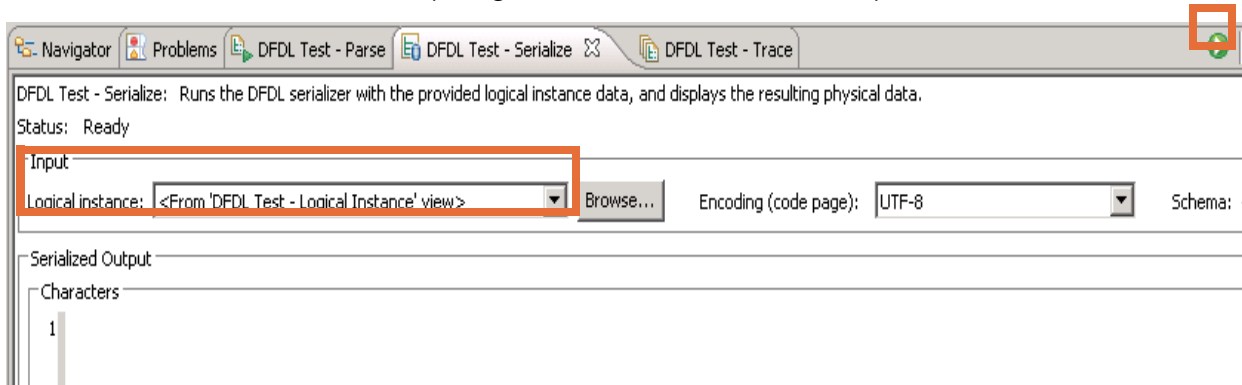 Navigator Problems DFDL Test - Parse DFDL Test - Serialize DFDL Test - Trace
DFDL Test - Serialize: Runs the DFDL serializer with the provided logical instance data, and displays the resulting physical data.
Status: Ready
Input
Logical instance: <From 'DFDL Test - Logical Instance' view> Browse... Encoding (code page): UTF-8 Schema:
Serialized Output
Characters
1